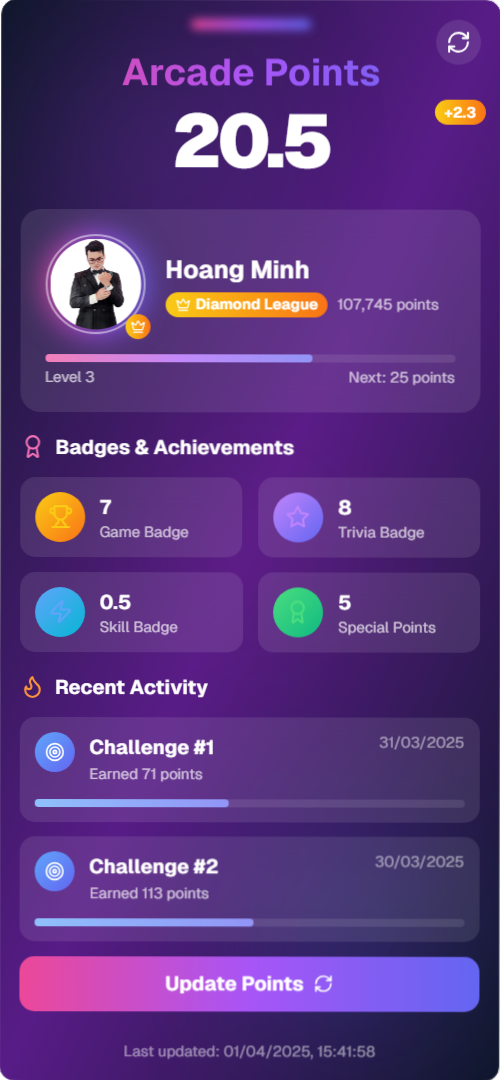 Arcade Points
20.5
+2.3
Hoang Minh
Diamond League 107,745 points
Level 3 Next: 25 points
Badges & Achievements
7
Game Badge
8
Trivia Badge
0.5
Skill Badge
5
Special Points
Recent Activity
Challenge #1 31/03/2025
Earned 71 points
Challenge #2 30/03/2025
Earned 113 points
Update Points
Last updated: 01/04/2025, 15:41:58